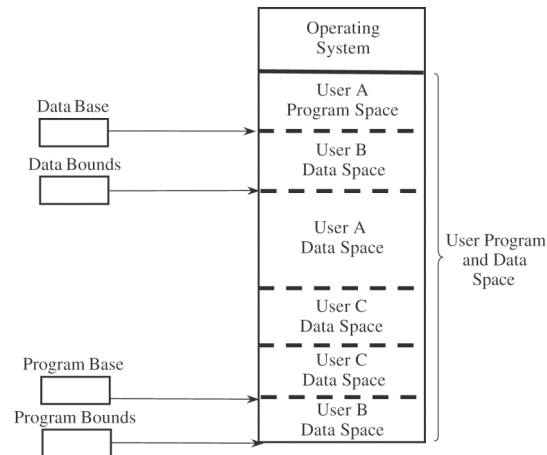 Operating
System
User A
Program Space
Data Base
User B
Data Space
Data Bounds
User A
Data Space
User Program
and Data
Space
User C
Data Space
User C
Data Space
Program Base
User B
Data Space
Program Bounds